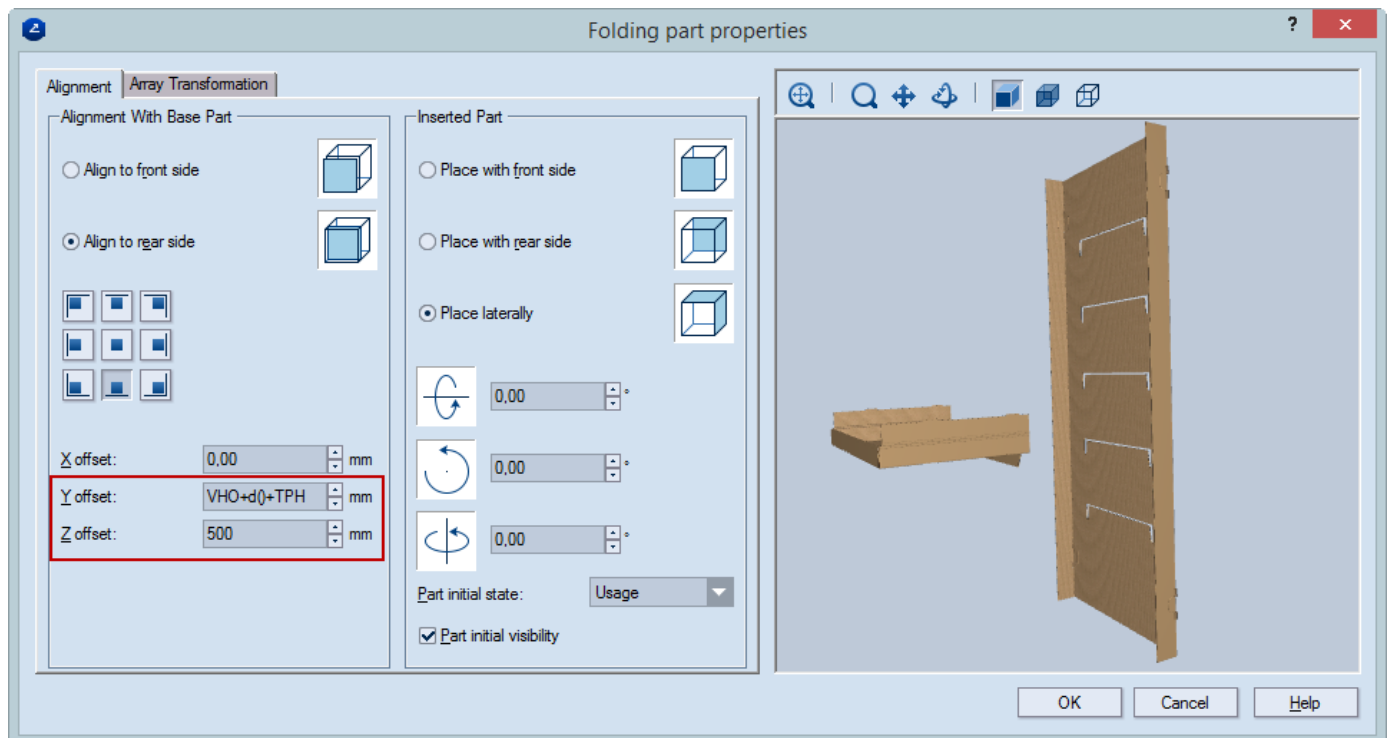 Folding part properties
?
Alignment
Array Transformation
Alignment With Base Part
Align to front side
Align to rear side
X offset: 0,00 mm
Y offset: VHO+d()+TPH mm
Z offset: 500 mm
Inserted Part
Place with front side
Place with rear side
Place laterally
0,00 °
0,00 °
0,00 °
Part initial state: Usage
Part initial visibility
OK
Cancel
Help